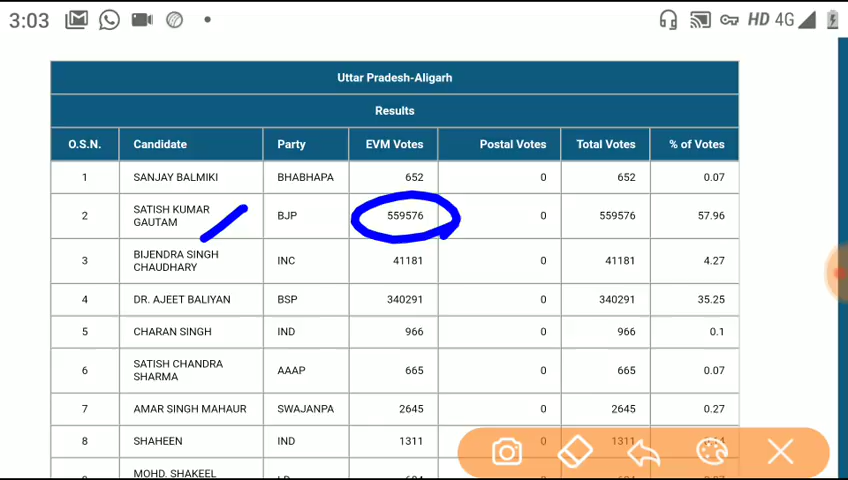 3:03 HD 4G
Uttar Pradesh-Aligarh
Results
O.S.N. Candidate Party EVM Votes Postal Votes Total Votes % of Votes
1 SANJAY BALMIKI BHABHAPA 652 0 652 0.07
2 SATISH KUMAR GAUTAM BJP 559576 0 559576 57.96
3 BIJENDRA SINGH CHAUDHARY INC 41181 0 41181 4.27
4 DR. AJEET BALIYAN BSP 340291 0 340291 35.25
5 CHARAN SINGH IND 966 0 966 0.1
6 SATISH CHANDRA SHARMA AAAP 665 0 665 0.07
7 AMAR SINGH MAHAUR SWAJANPA 2645 0 2645 0.27
8 SHAHEEN IND 1311 0 1311
MOHD. SHAKEEL